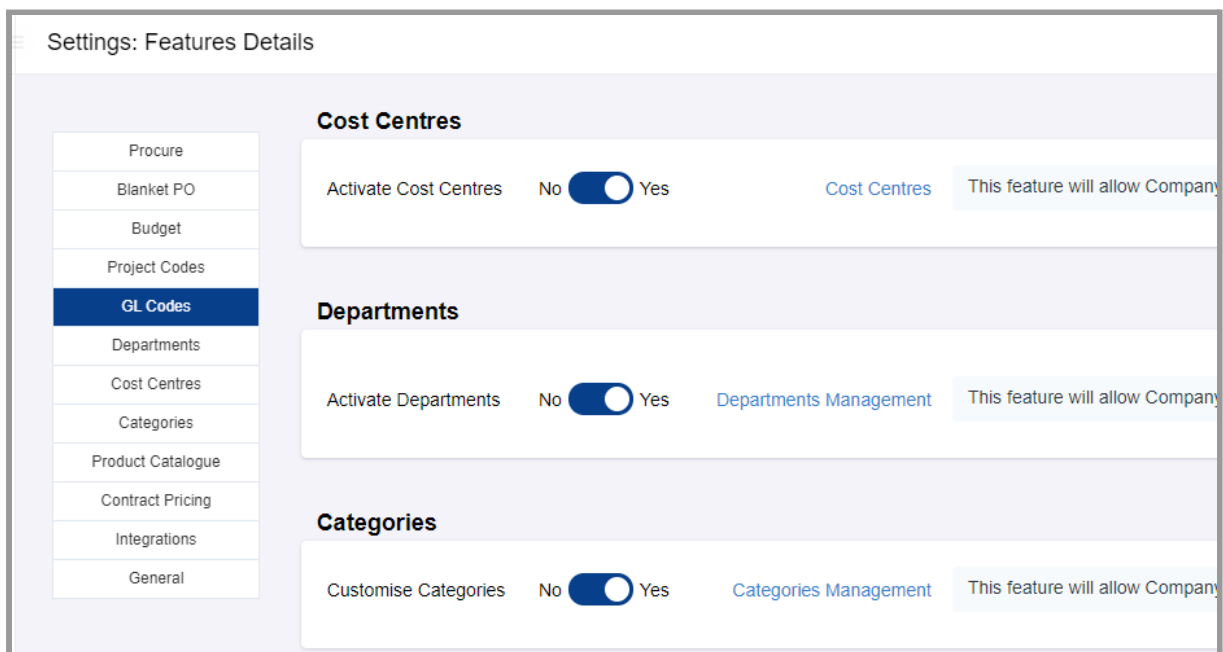 Settings: Features Details
Procure
Blanket PO
Budget
Project Codes
GL Codes
Departments
Cost Centres
Categories
Product Catalogue
Contract Pricing
Integrations
General
Cost Centres
Activate Cost Centres No Yes Cost Centres This feature will allow Company
Departments
Activate Departments No Yes Departments Management This feature will allow Company
Categories
Customise Categories No Yes Categories Management This feature will allow Company